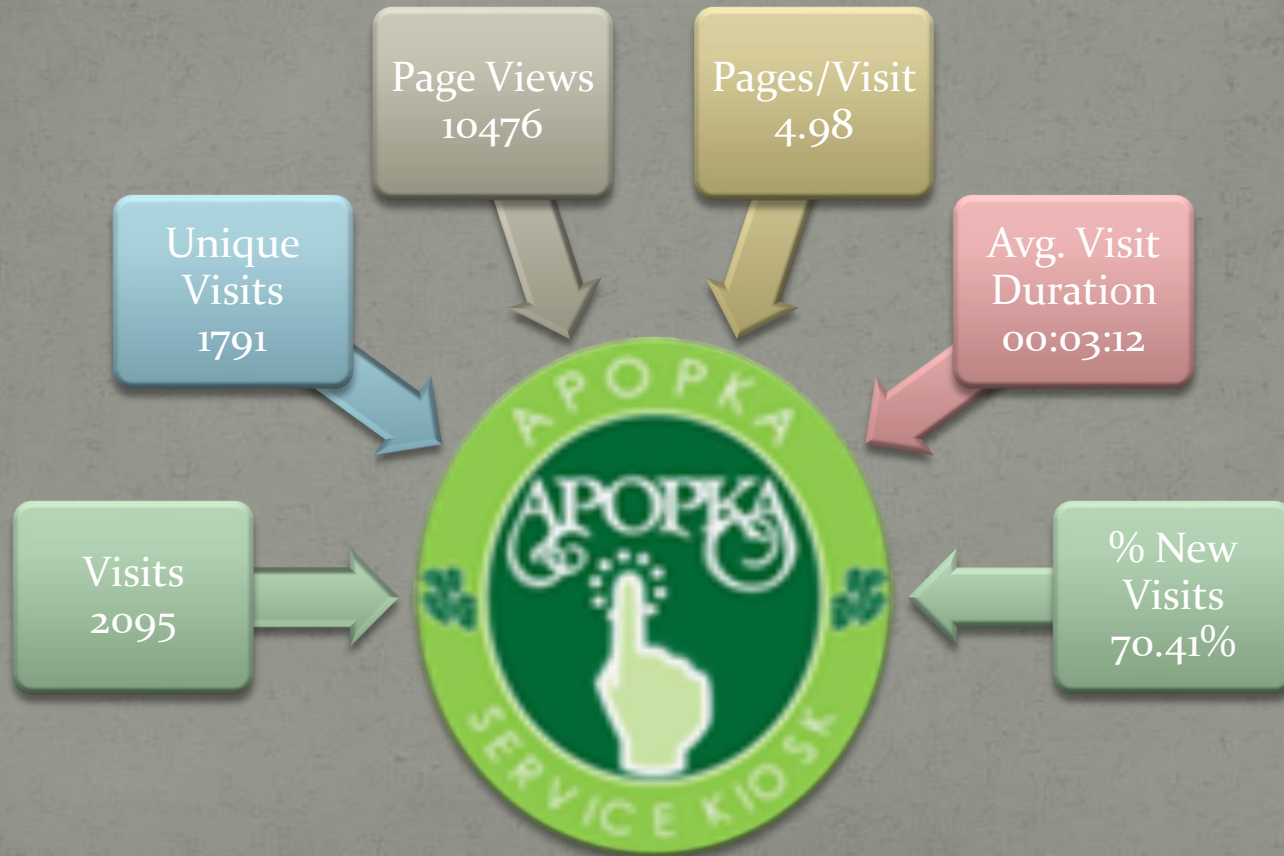 Page Views
10476
Pages/Visit
4.98
Unique
Visits
1791
Avg. Visit
Duration
00:03:12
Visits
2095
% New
Visits
70.41%
APOPKA
APOPKA
SERVICE KIOSK